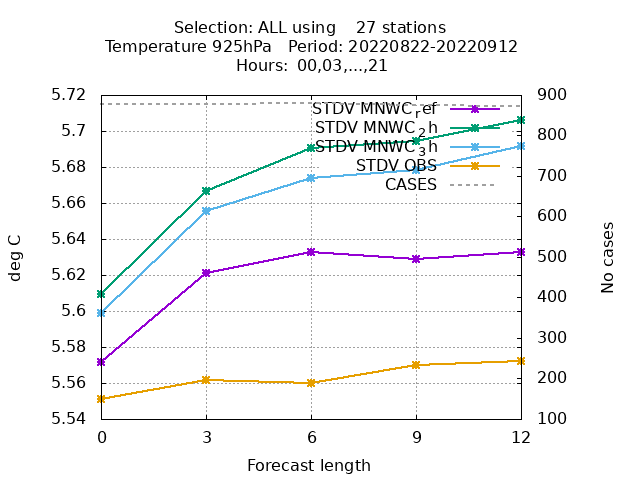 Selection: ALL using 27 stations
Temperature 925hPa Period: 20220822-20220912
Hours: 00,03,...,21
5.72
5.7
5.68
5.66
5.64
5.62
5.6
5.58
5.56
5.54
deg C
STDV MNWC_ref
STDV MNWC_2h
STDV MNWC_3h
STDV OBS
CASES
900
800
700
600
500
400
300
200
100
No cases
0 3 6 9 12
Forecast length